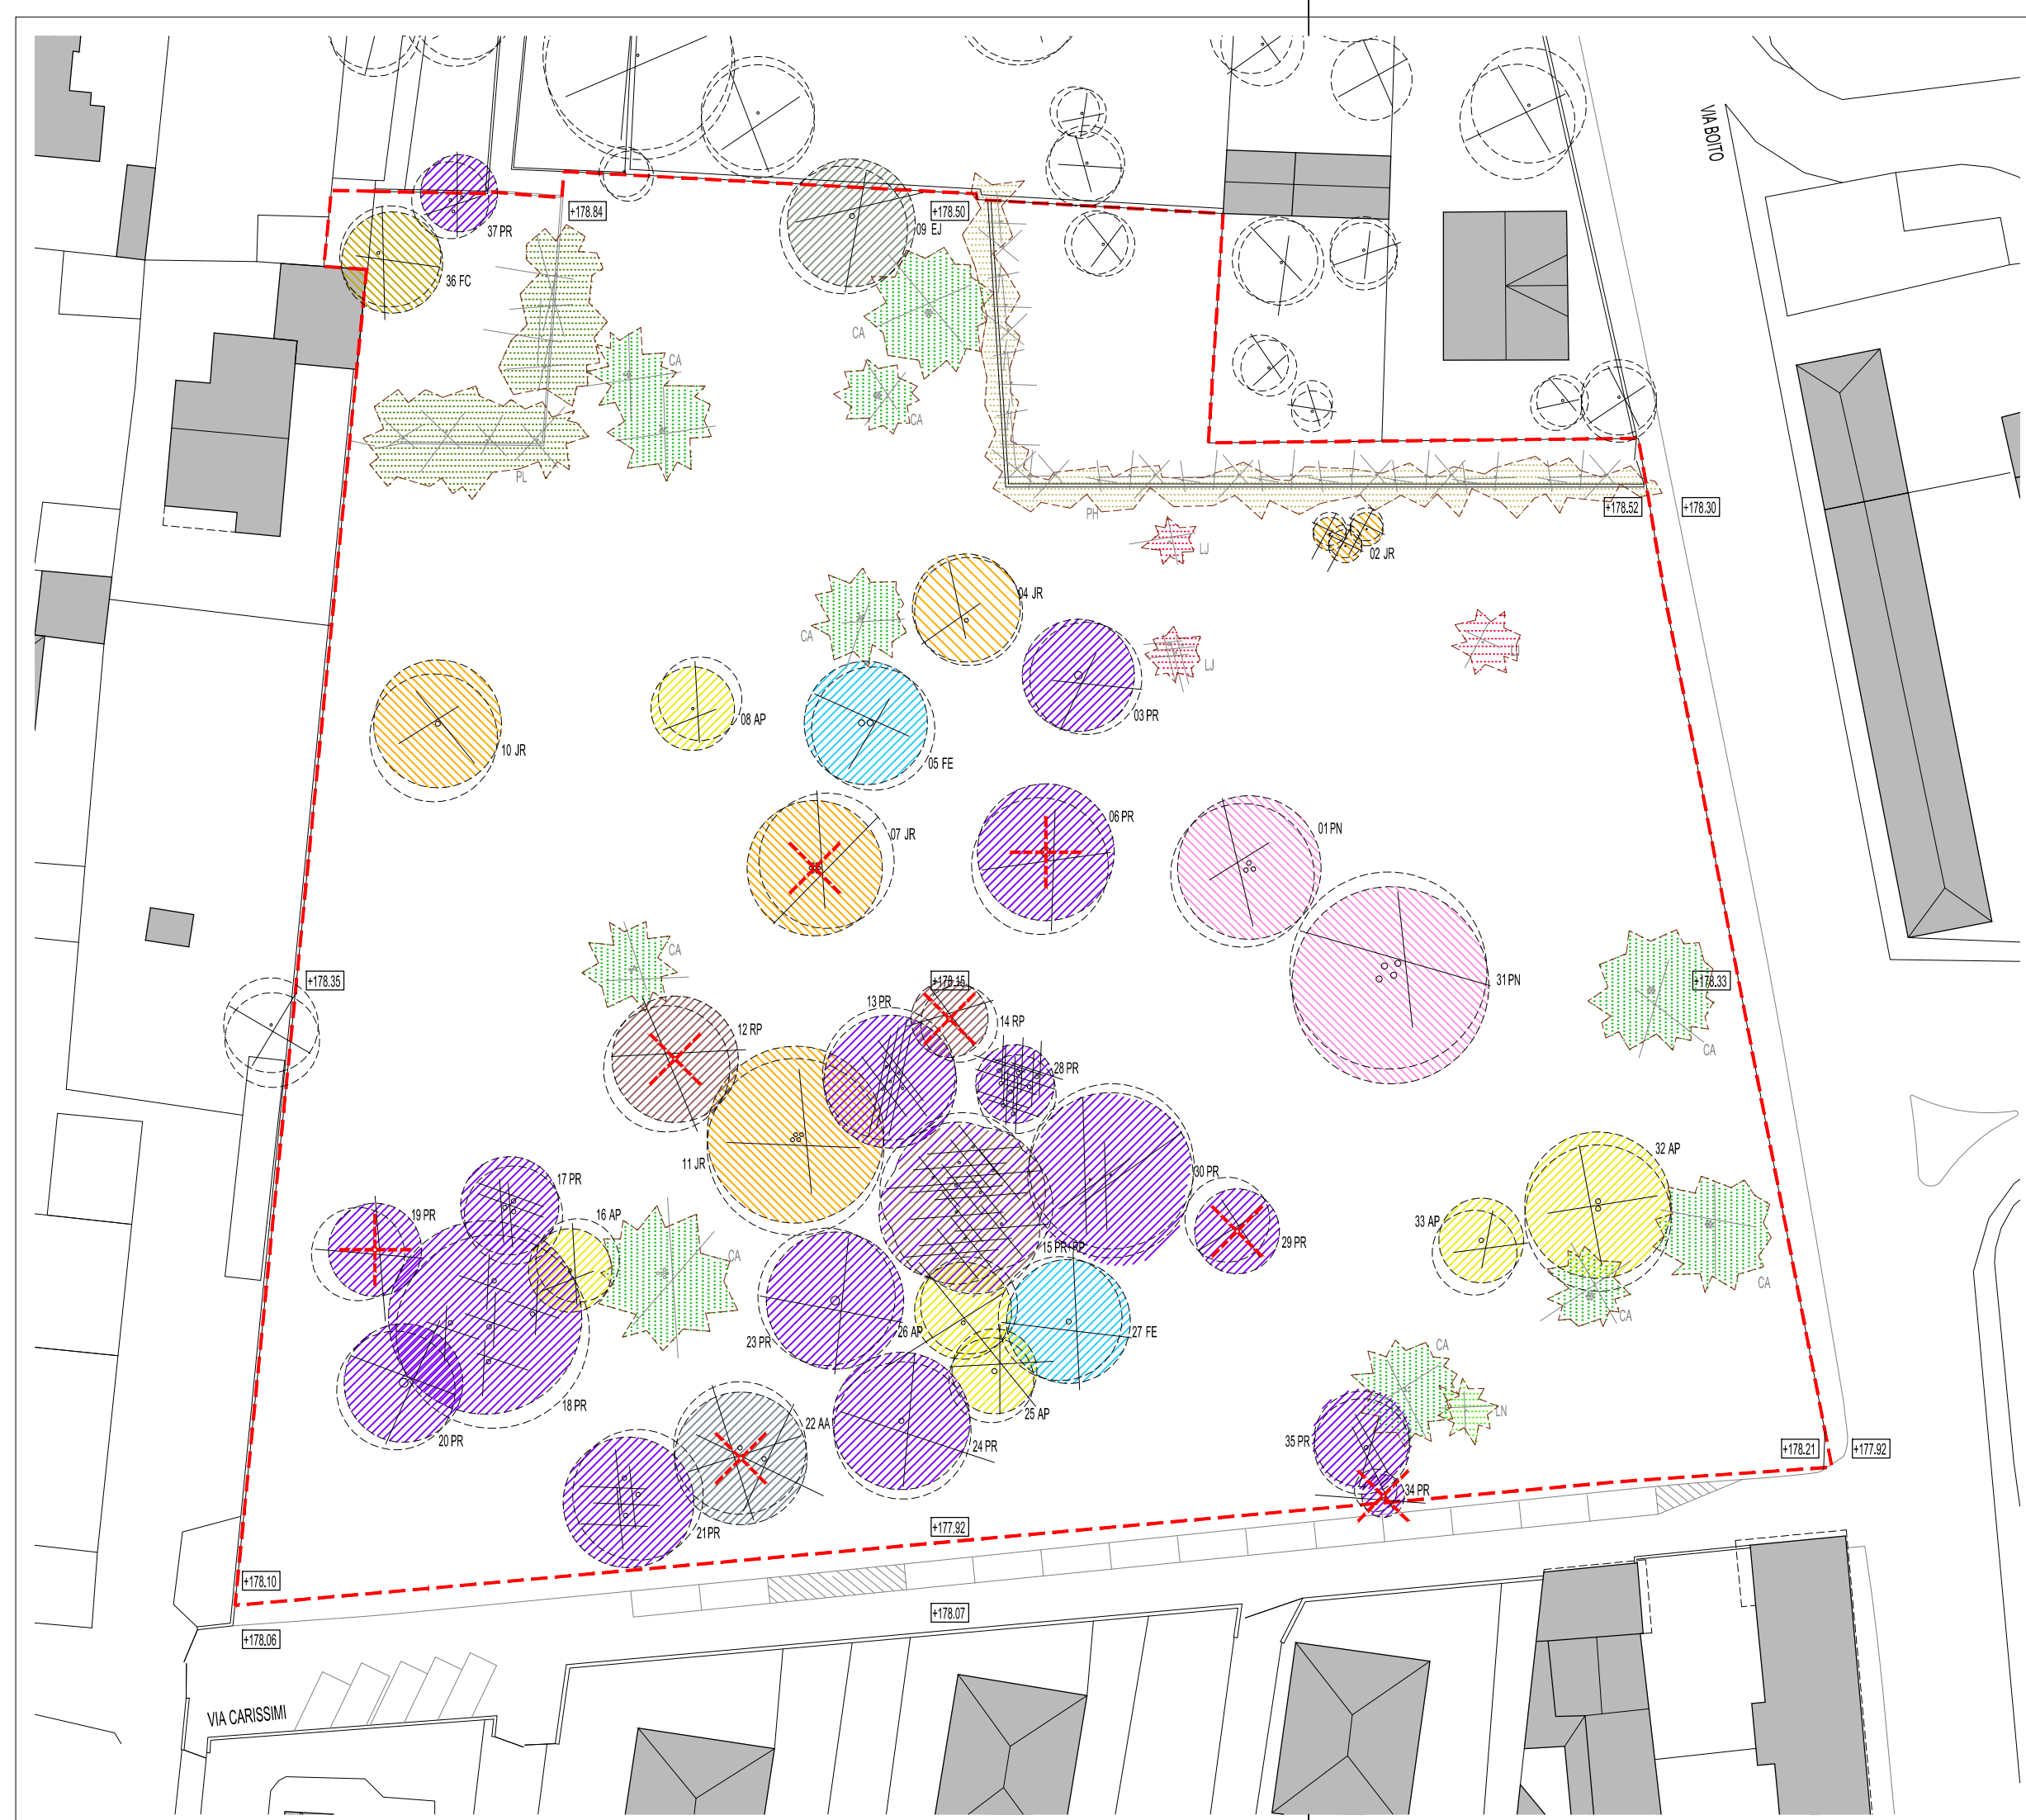 VIA BOITO
37 PR
+178.84
+178.50
09 EJ
36 FC
CA
CA
CA
PL
+178.52
+178.30
PH
LJ
02 JR
04 JR
CA
LJ
LJ
03 PR
08 AP
10 JR
05 FE
06 PR
07 JR
01 PN
CA
+178.35
+178.15
31 PN
+178.33
13 PR
14 RP
12 RP
CA
28 PR
32 AP
11 JR
30 PR
17 PR
19 PR
16 AP
33 AP
29 PR
15 PR+RP
CA
CA
CA
26 AP
27 FE
23 PR
CA
18 PR
25 AP
LN
22 AA
20 PR
24 PR
35 PR
+178.21
+177.92
34 PR
21 PR
+177.92
+178.10
+178.07
+178.06
VIA CARISSIMI